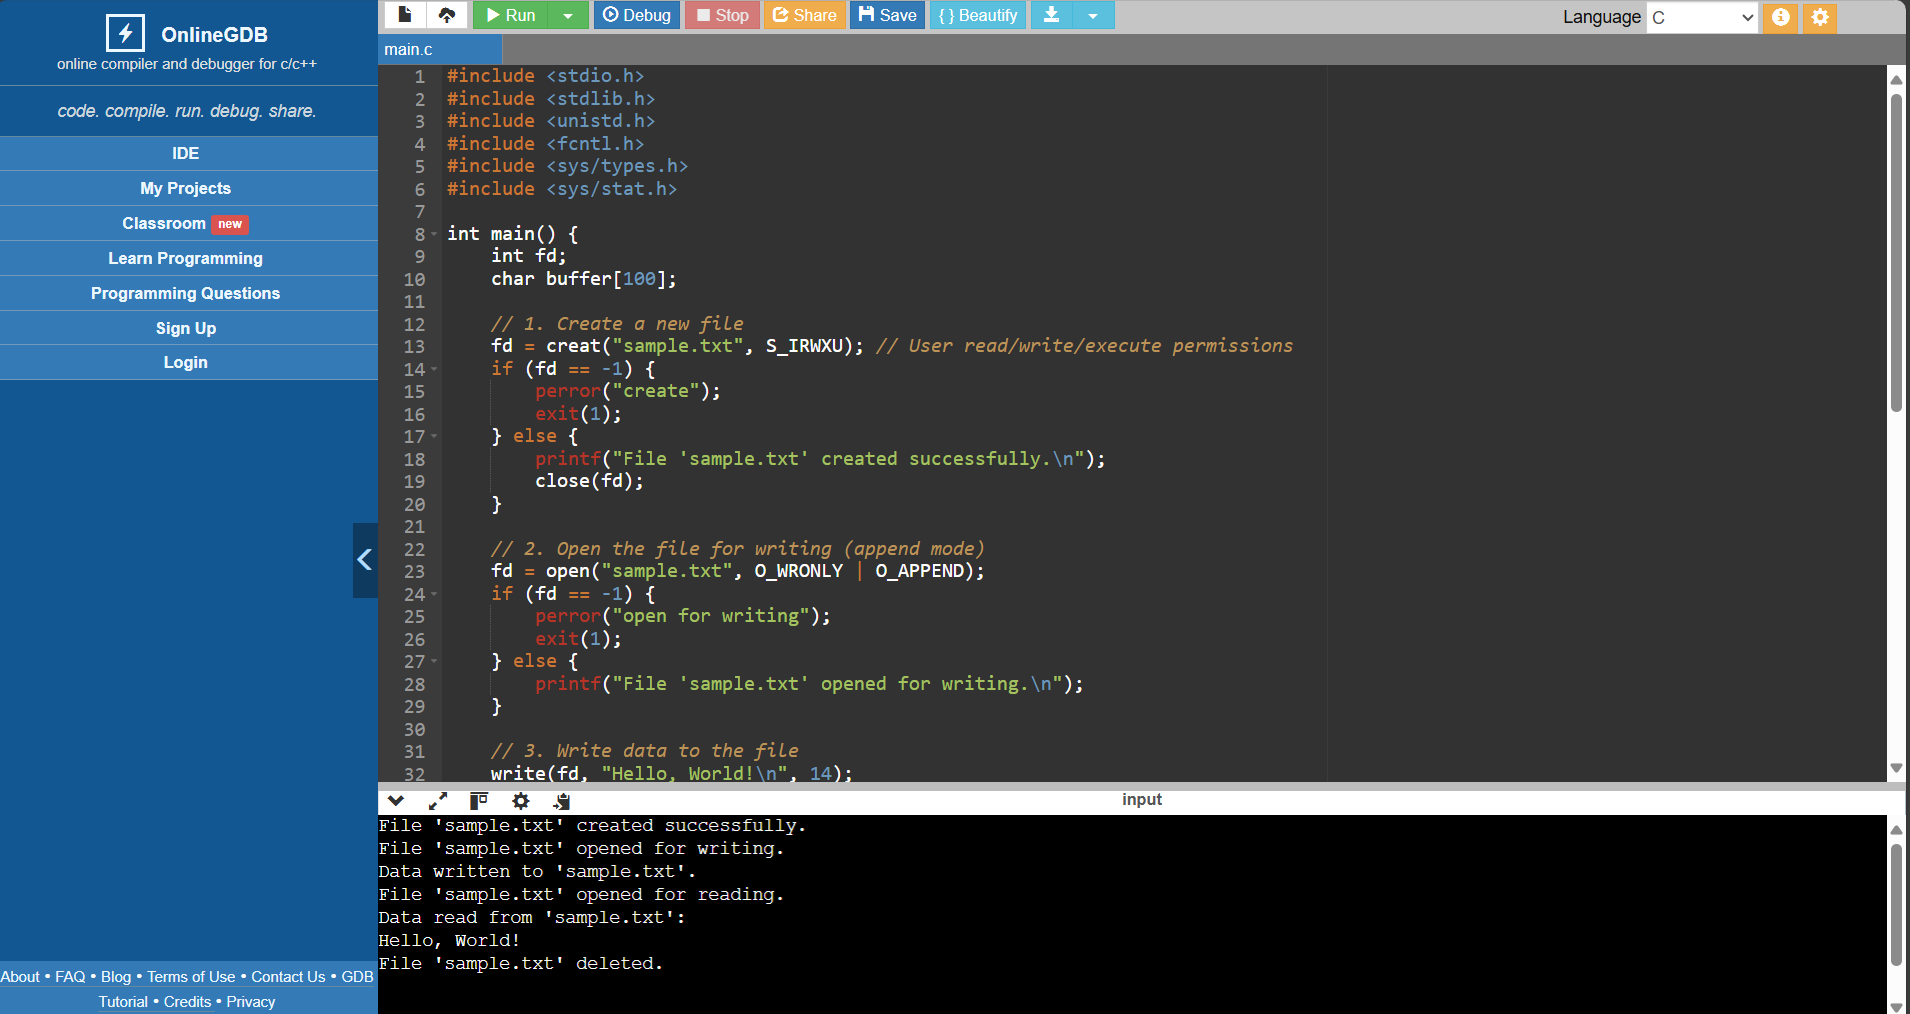 OnlineGDB
online compiler and debugger for c/c++
code. compile. run. debug. share.
IDE
My Projects
Classroom new
Learn Programming
Programming Questions
Sign Up
Login
About • FAQ • Blog • Terms of Use • Contact Us • GDB
Tutorial • Credits • Privacy
Run Debug Stop Share Save { } Beautify
Language C
main.c
1 #include <stdio.h>
2 #include <stdlib.h>
3 #include <unistd.h>
4 #include <fcntl.h>
5 #include <sys/types.h>
6 #include <sys/stat.h>
7
8 int main() {
9     int fd;
10     char buffer[100];
11
12     // 1. Create a new file
13     fd = creat("sample.txt", S_IRWXU); // User read/write/execute permissions
14     if (fd == -1) {
15         perror("create");
16         exit(1);
17     } else {
18         printf("File 'sample.txt' created successfully.\n");
19         close(fd);
20     }
21
22     // 2. Open the file for writing (append mode)
23     fd = open("sample.txt", O_WRONLY | O_APPEND);
24     if (fd == -1) {
25         perror("open for writing");
26         exit(1);
27     } else {
28         printf("File 'sample.txt' opened for writing.\n");
29     }
30
31     // 3. Write data to the file
32     write(fd, "Hello, World!\n", 14);
input
File 'sample.txt' created successfully.
File 'sample.txt' opened for writing.
Data written to 'sample.txt'.
File 'sample.txt' opened for reading.
Data read from 'sample.txt':
Hello, World!
File 'sample.txt' deleted.